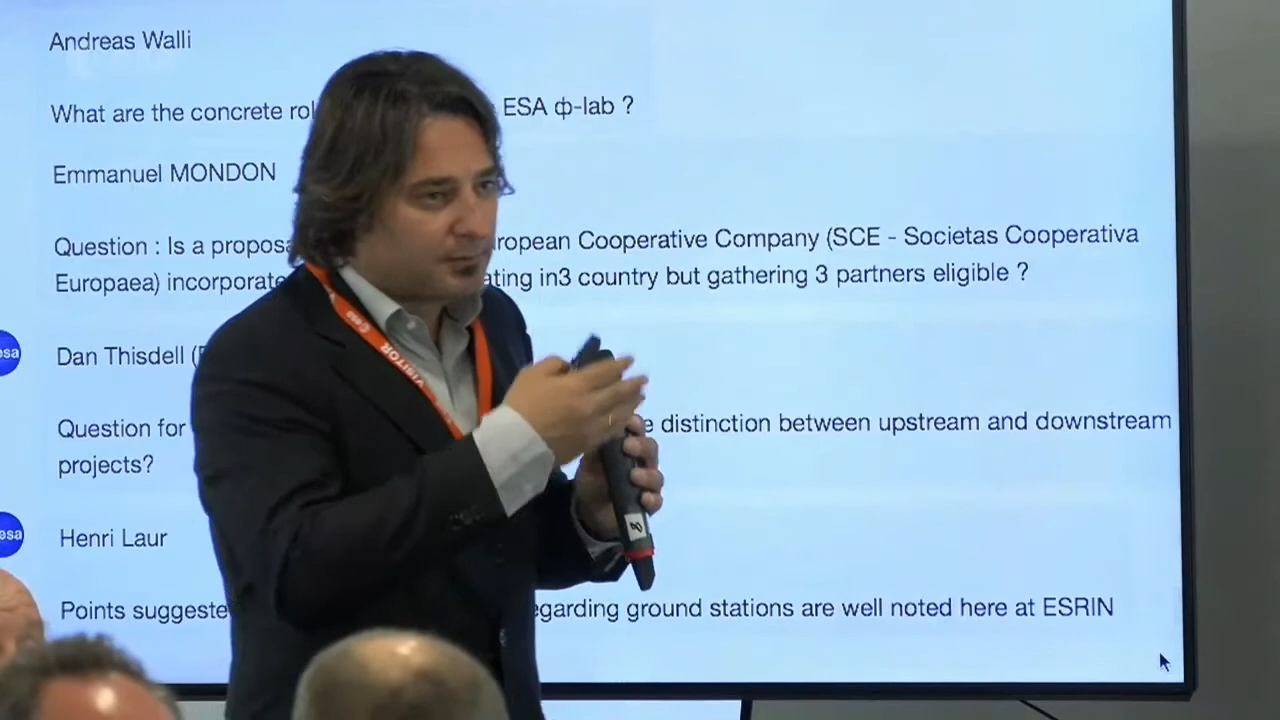 Andreas Walli
What are the concrete rol ESA ф-lab ?
Emmanuel MONDON
Question : Is a proposa ropean Cooperative Company (SCE - Societas Cooperativa
Europaea) incorporate ating in3 country but gathering 3 partners eligible ?
esa Dan Thisdell (
Question for e distinction between upstream and downstream
projects?
esa Henri Laur
Points suggeste egarding ground stations are well noted here at ESRIN
esa
VISITOR